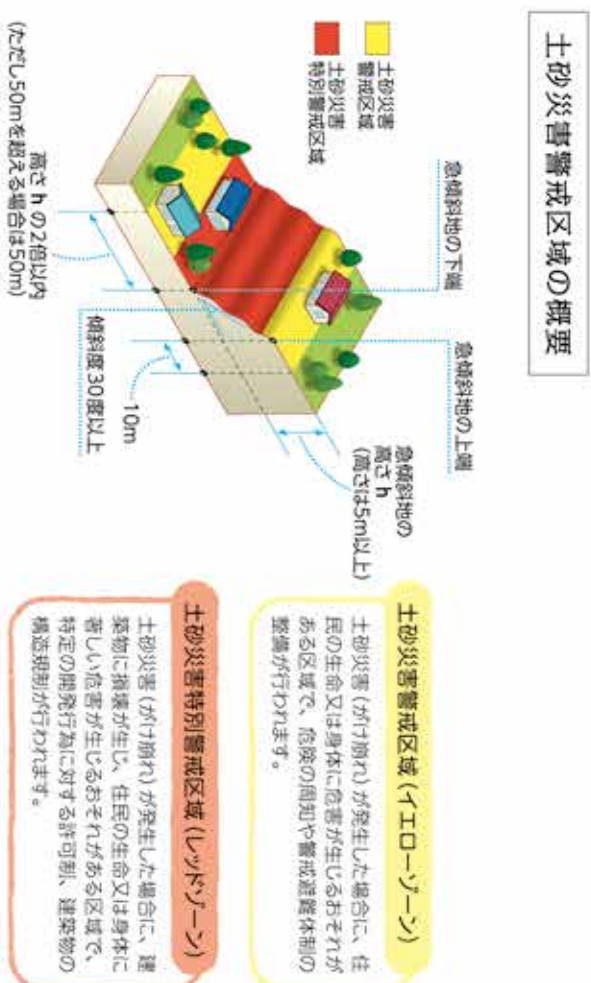 土砂災害警戒区域の概要
土砂災害
警戒区域
土砂災害
特別警戒区域
急傾斜地の下端
急傾斜地の上端
急傾斜地の
高さ h
(高さは5m以上)
10m
傾斜度30度以上
高さ h の2倍以内
(ただし50mを超える場合は50m)
土砂災害警戒区域 (イエローゾーン)
土砂災害 (がけ崩れ) が発生した場合に、住
民の生命又は身体に危害が生じるおそれが
ある区域で、危険の周知や警戒避難体制の
整備が行われます。
土砂災害特別警戒区域 (レッドゾーン)
土砂災害 (がけ崩れ) が発生した場合に、建
築物に損壊が生じ、住民の生命又は身体に
著しい危害が生じるおそれがある区域で、
特定の開発行為に対する許可制、建築物の
構造規制が行われます。